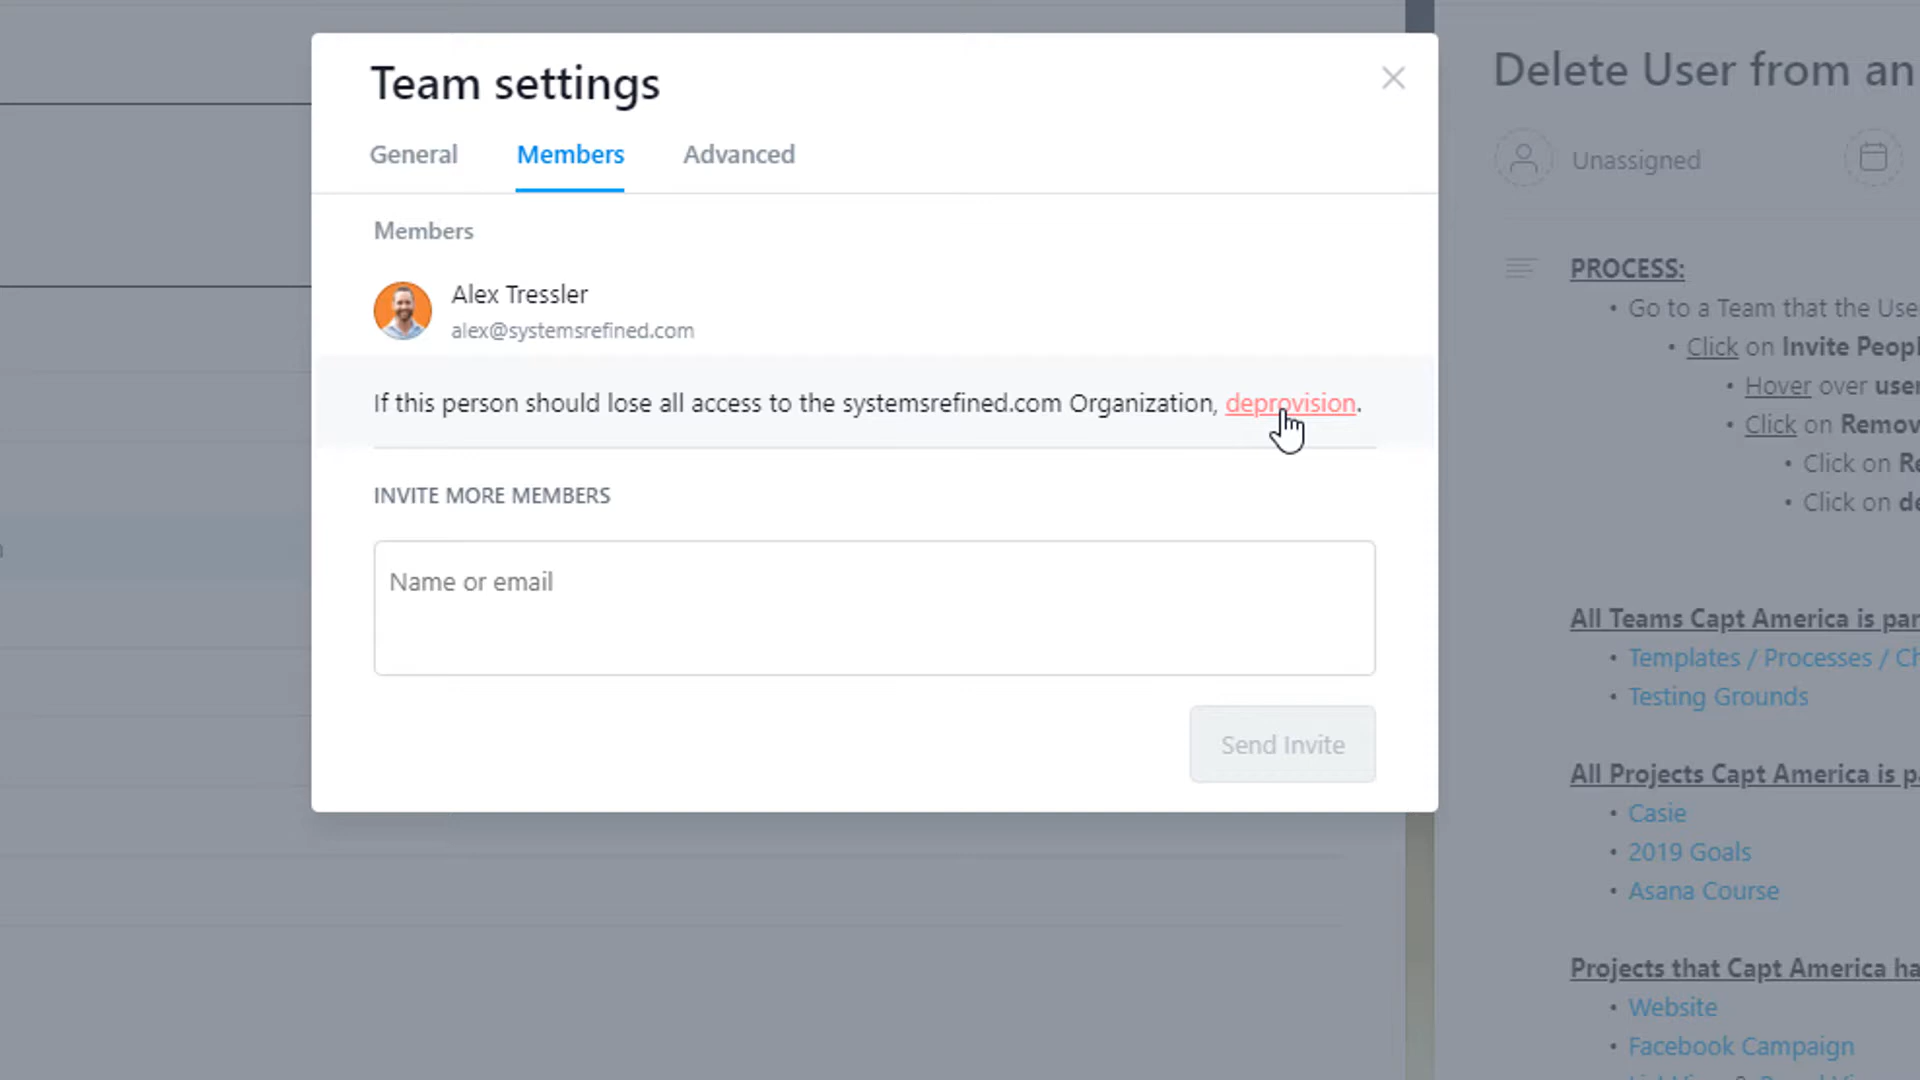 Team settings
General Members Advanced
Members
Alex Tressler
alex@systemsrefined.com
If this person should lose all access to the systemsrefined.com Organization, deprovision.
INVITE MORE MEMBERS
Name or email
Send Invite
Delete User from an
Unassigned
PROCESS:
• Go to a Team that the Use
• Click on Invite Peopl
• Hover over user
• Click on Remov
• Click on Re
• Click on de
All Teams Capt America is par
• Templates / Processes / Ch
• Testing Grounds
All Projects Capt America is pa
• Casie
• 2019 Goals
• Asana Course
Projects that Capt America ha
• Website
• Facebook Campaign